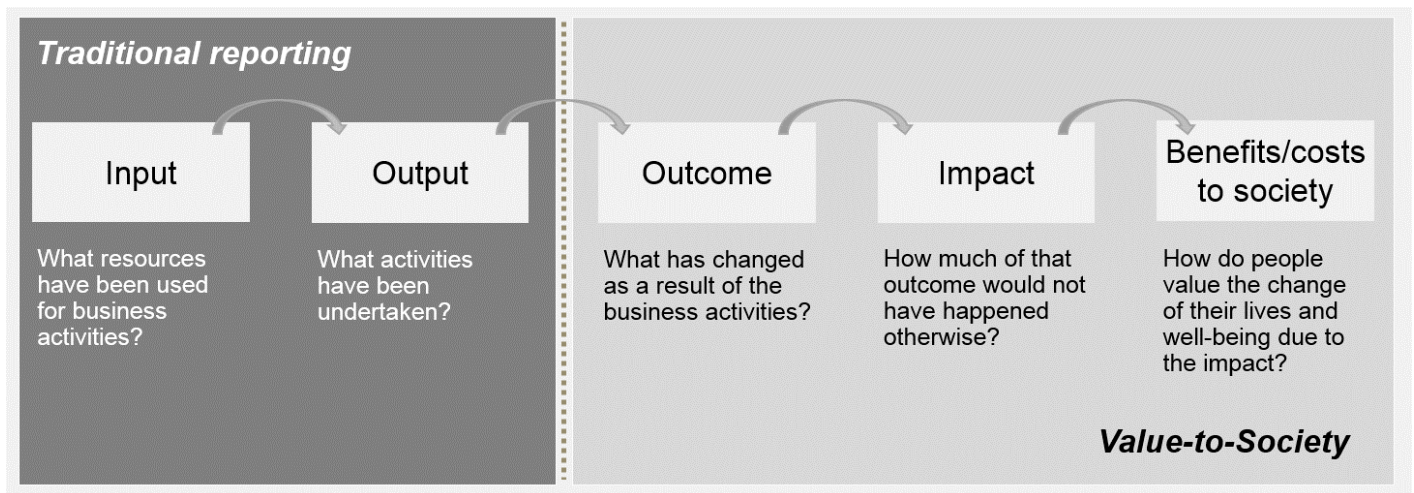 Traditional reporting
Input
What resources
have been used
for business
activities?
Output
What activities
have been
undertaken?
Outcome
What has changed
as a result of the
business activities?
Impact
How much of that
outcome would not
have happened
otherwise?
Benefits/costs
to society
How do people
value the change
of their lives and
well-being due to
the impact?
Value-to-Society